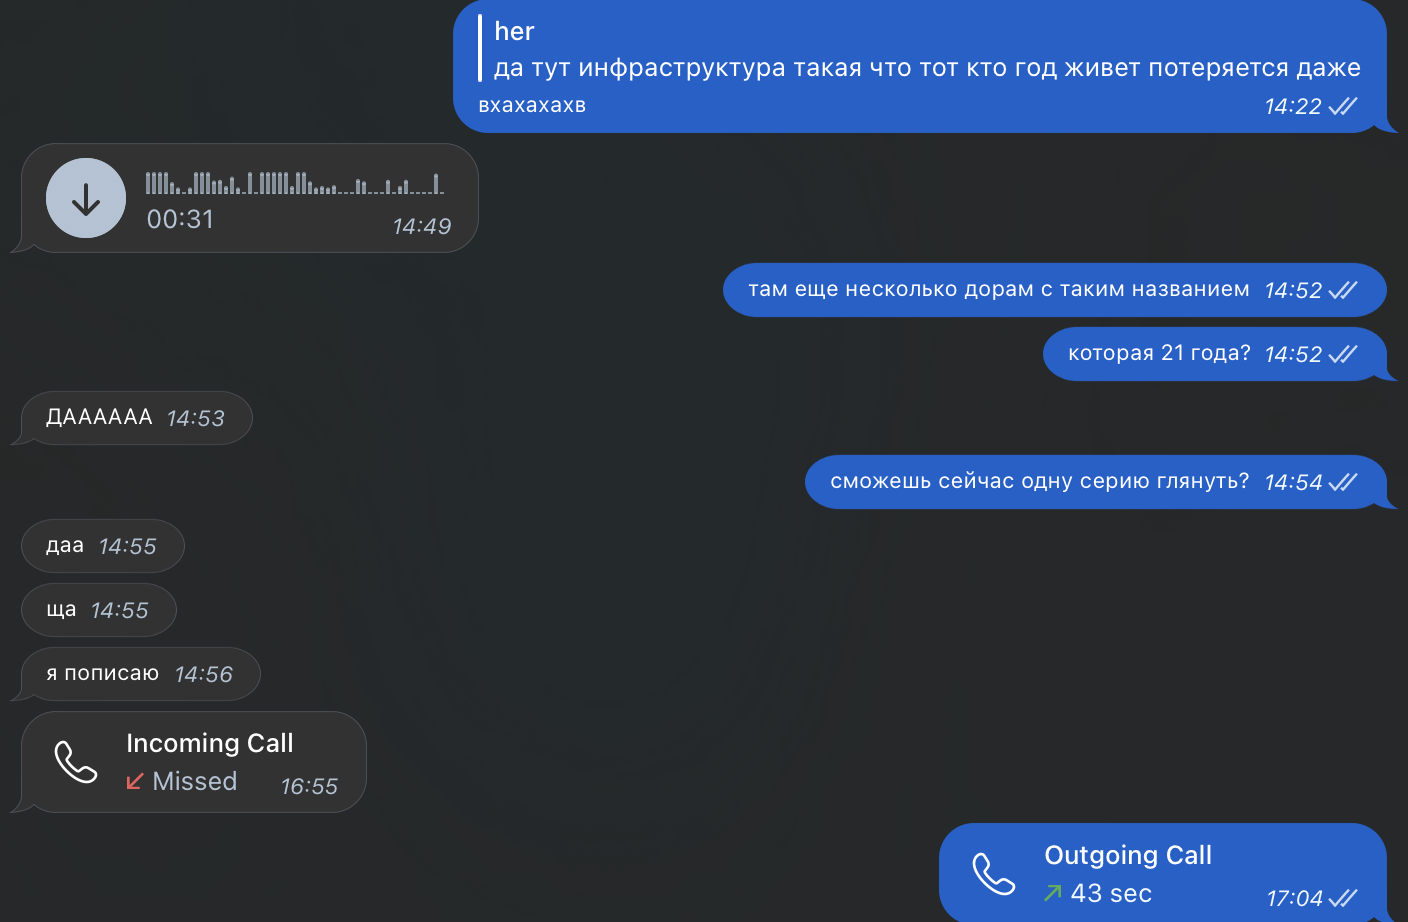 her
да тут инфраструктура такая что тот кто год живет потеряется даже
вхахахахв 14:22
00:31 14:49
там еще несколько дорам с таким названием 14:52
которая 21 года? 14:52
ДАААААА 14:53
сможешь сейчас одну серию глянуть? 14:54
даа 14:55
ща 14:55
я пописаю 14:56
Incoming Call
Missed 16:55
Outgoing Call
43 sec 17:04